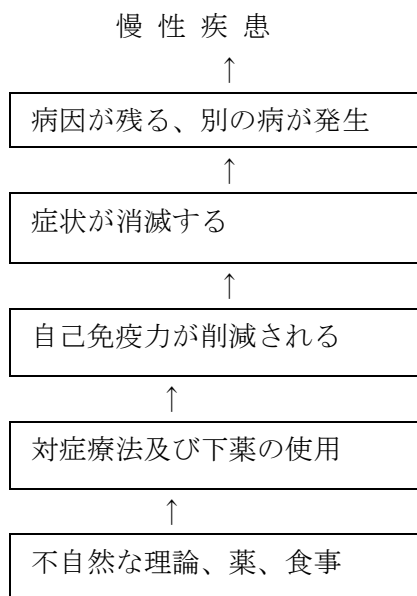 慢性疾患
↑
病因が残る、別の病が発生
↑
症状が消滅する
↑
自己免疫力が削減される
↑
対症療法及び下薬の使用
↑
不自然な理論、薬、食事